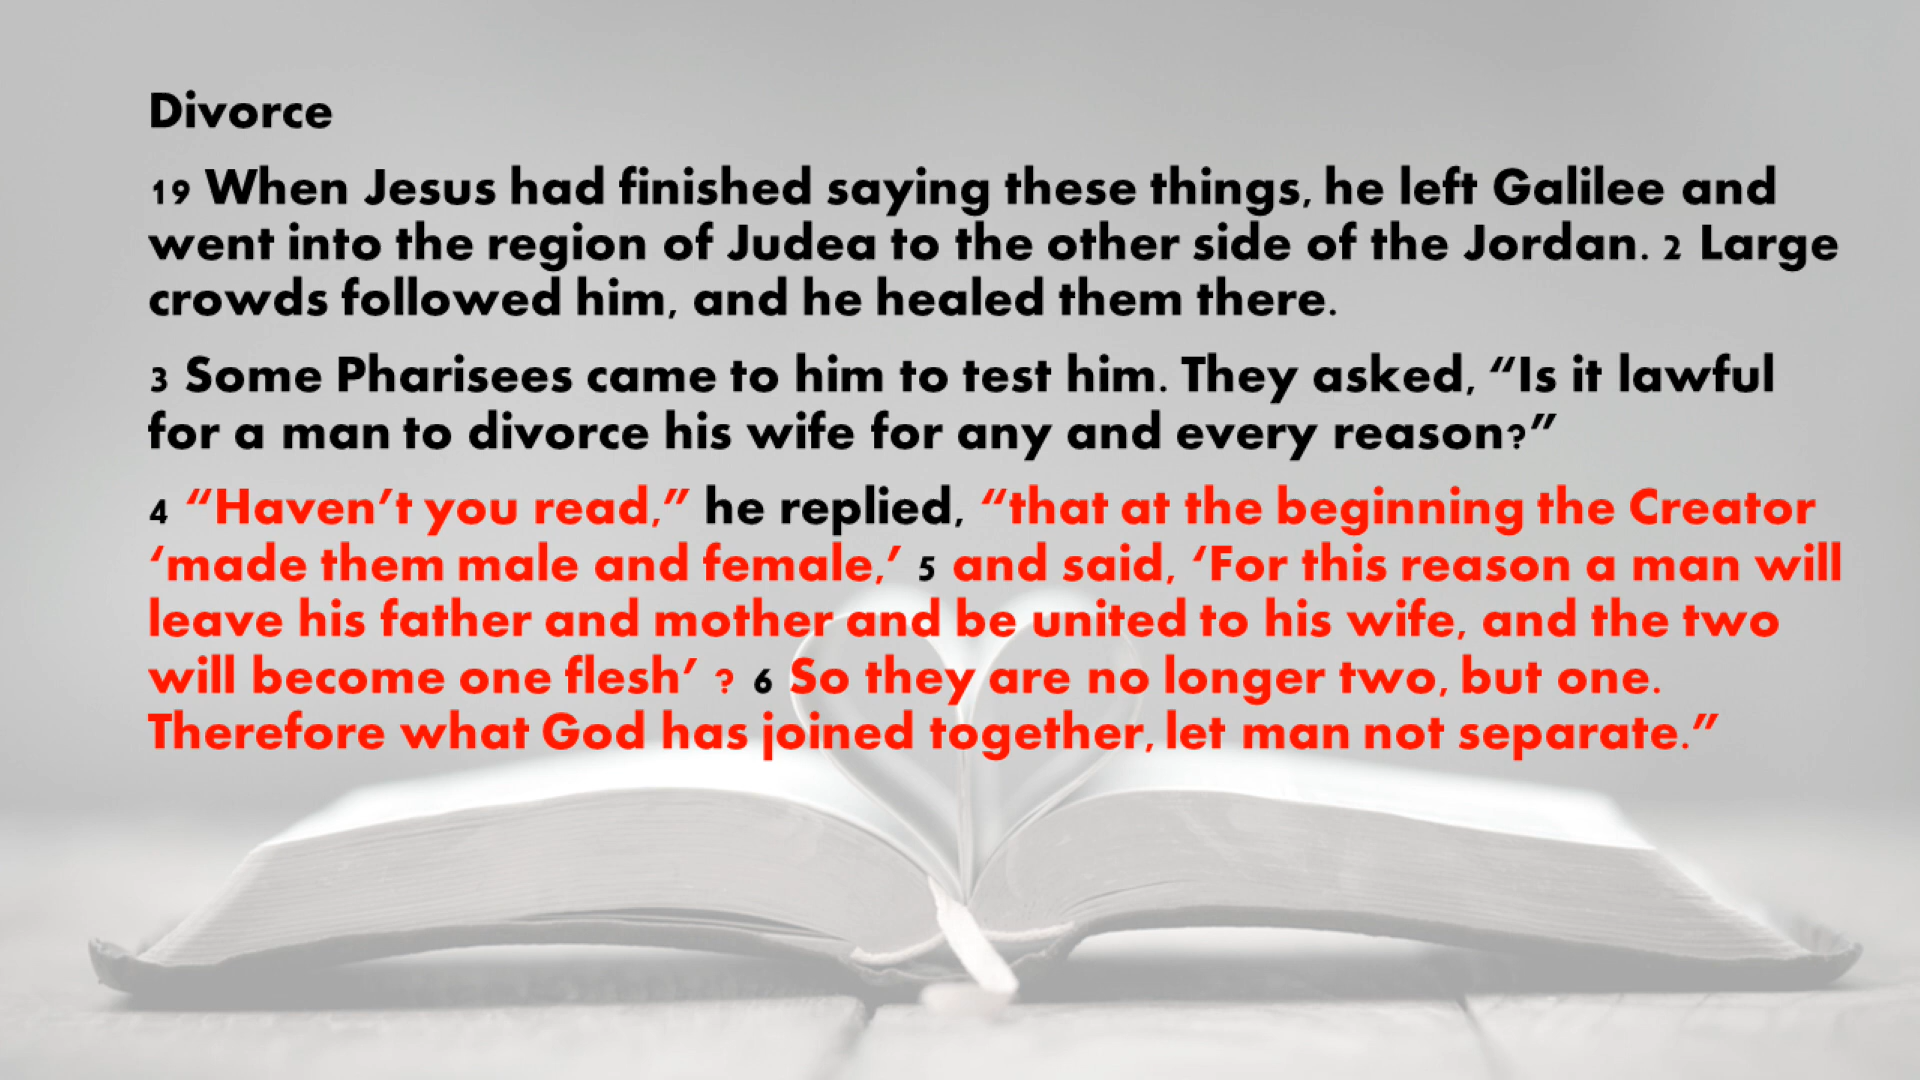 Divorce
19 When Jesus had finished saying these things, he left Galilee and
went into the region of Judea to the other side of the Jordan. 2 Large
crowds followed him, and he healed them there.
3 Some Pharisees came to him to test him. They asked, “Is it lawful
for a man to divorce his wife for any and every reason?”
4 “Haven’t you read,” he replied, “that at the beginning the Creator
‘made them male and female,’ 5 and said, ‘For this reason a man will
leave his father and mother and be united to his wife, and the two
will become one flesh’ ? 6 So they are no longer two, but one.
Therefore what God has joined together, let man not separate.”